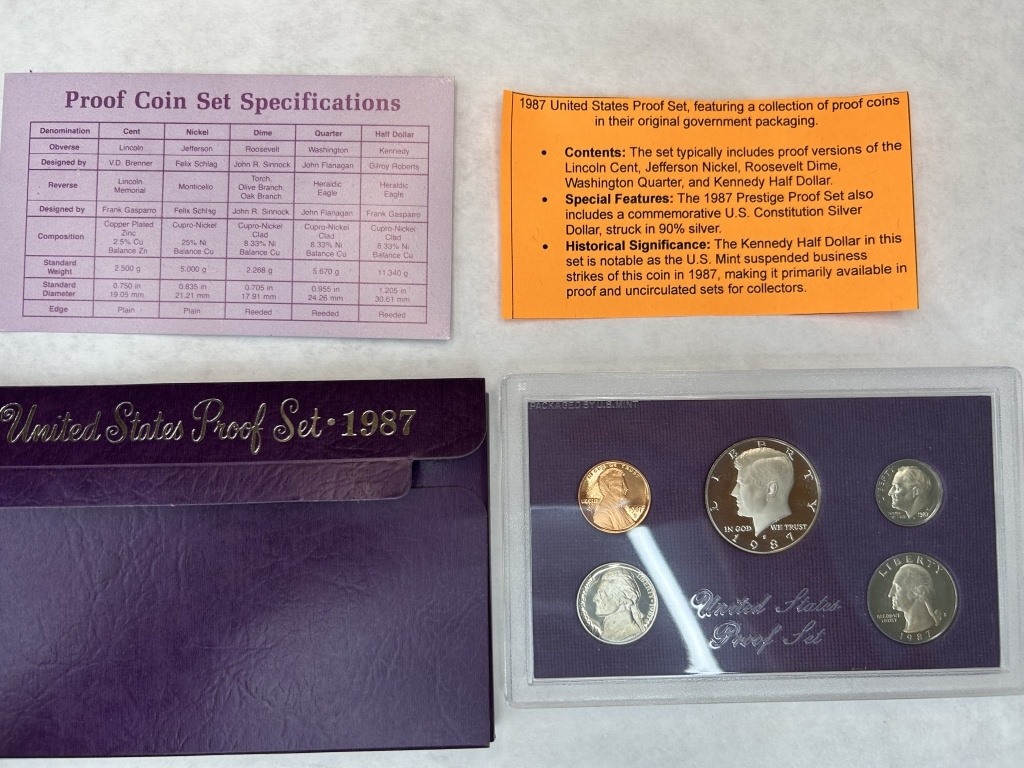 Proof Coin Set Specifications
Denomination Cent Nickel Dime Quarter Half Dollar
Obverse Lincoln Jefferson Roosevelt Washington Kennedy
Designed by V.D. Brenner Felix Schlag John R. Sinnock John Flanagan Gilroy Roberts
Reverse Lincoln Memorial Monticello Torch, Olive Branch, Oak Branch Heraldic Eagle Heraldic Eagle
Designed by Frank Gasparro Felix Schlag John R. Sinnock John Flanagan Frank Gasparro
Composition Copper Plated Zinc 2.5% Cu Balance Zn Cupro-Nickel 25% Ni Balance Cu Cupro-Nickel Clad 8.33% Ni Balance Cu Cupro-Nickel Clad 8.33% Ni Balance Cu Cupro-Nickel Clad 8.33% Ni Balance Cu
Standard Weight 2.500 g 5.000 g 2.268 g 5.670 g 11.340 g
Standard Diameter 0.750 in 19.05 mm 0.835 in 21.21 mm 0.705 in 17.91 mm 0.955 in 24.26 mm 1.205 in 30.61 mm
Edge Plain Plain Reeded Reeded Reeded
1987 United States Proof Set, featuring a collection of proof coins
in their original government packaging.
• Contents: The set typically includes proof versions of the
Lincoln Cent, Jefferson Nickel, Roosevelt Dime,
Washington Quarter, and Kennedy Half Dollar.
• Special Features: The 1987 Prestige Proof Set also
includes a commemorative U.S. Constitution Silver
Dollar, struck in 90% silver.
• Historical Significance: The Kennedy Half Dollar in this
set is notable as the U.S. Mint suspended business
strikes of this coin in 1987, making it primarily available in
proof and uncirculated sets for collectors.
United States Proof Set · 1987
PACKAGED BY U.S. MINT
IN GOD WE TRUST
LIBERTY
1987
LIBERTY
IN GOD WE TRUST
S
1987
LIBERTY
LIBERTY
1987
United States
Proof Set